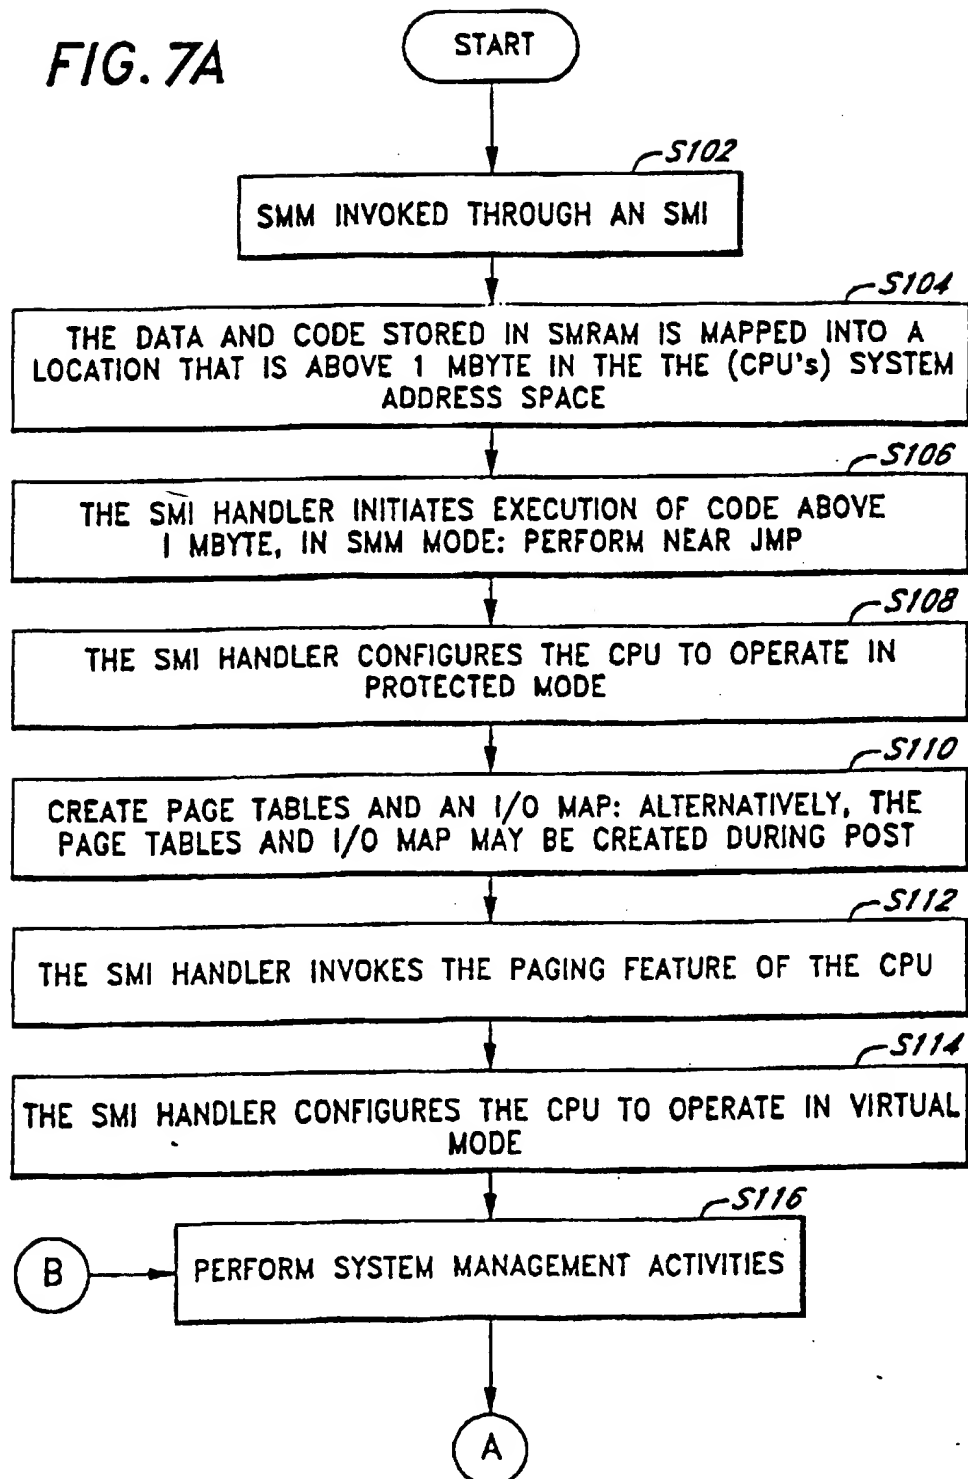 FIG. 7A
START
S102
SMM INVOKED THROUGH AN SMI
S104
THE DATA AND CODE STORED IN SMRAM IS MAPPED INTO A
LOCATION THAT IS ABOVE 1 MBYTE IN THE THE (CPU's) SYSTEM
ADDRESS SPACE
S106
THE SMI HANDLER INITIATES EXECUTION OF CODE ABOVE
1 MBYTE, IN SMM MODE: PERFORM NEAR JMP
S108
THE SMI HANDLER CONFIGURES THE CPU TO OPERATE IN
PROTECTED MODE
S110
CREATE PAGE TABLES AND AN I/O MAP: ALTERNATIVELY, THE
PAGE TABLES AND I/O MAP MAY BE CREATED DURING POST
S112
THE SMI HANDLER INVOKES THE PAGING FEATURE OF THE CPU
S114
THE SMI HANDLER CONFIGURES THE CPU TO OPERATE IN VIRTUAL
MODE
S116
B
PERFORM SYSTEM MANAGEMENT ACTIVITIES
A